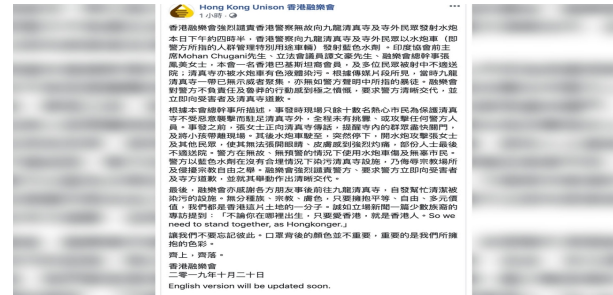 Hong Kong Unison 香港融樂會
1 小時
香港融樂會強烈譴責香港警察無故向九龍清真寺及寺外民眾發射水炮
本日下午約四時半，香港警察向九龍清真寺及寺外民眾以水炮車（即
警方所指的人群管理特別用途車輛）發射藍色水劑 。印度協會前主
席Mohan Chugani先生、立法會議員譚文豪先生、融樂會總幹事張
鳳美女士，本會一名香港巴基斯坦裔會員，及多位民眾被射中不適送
院；清真寺亦被水炮車有色液體染污。根據傳媒片段所見，當時九龍
清真寺一帶已無示威者聚集，亦無如警方聲明中所指的暴徒。融樂會
對警方不負責任及魯莽的行動感到極之憤慨，要求警方清晰交代，並
立即向受害者及清真寺道歉。
根據本會總幹事所描述，事發時現場只餘十數名熱心市民為保護清真
寺不受惡意襲擊而駐足清真寺外，全程未有挑釁、或攻擊任何警方人
員。事發之前，張女士正向清真寺傳話，提醒寺內的群眾盡快關門，
及將小孩帶離現場。其後水炮車駛至，突然停下，開水炮攻擊張女士
及其他民眾，使其無法張開眼睛、皮膚感到強烈灼痛，部份人士最後
不適送院。警方在無故、無預警的情況下使用水炮車傷及無辜市民。
警方以藍色水劑在沒有合理情況下染污清真寺設施，乃侮辱宗教場所
及侵擾宗教自由之舉。融樂會強烈譴責警方、要求警方立即向受害者
及寺方道歉，並就其舉動作出清晰交代。
最後，融樂會亦感謝各方朋友事後前往九龍清真寺，自發幫忙清潔被
染污的設施。無分種族、宗教、膚色，只要擁抱平等、自由、多元價
值，我們都是香港這片土地的一分子。誠如立場新聞一篇少數族裔的
專訪提到：「不論你在哪裡出生，只要愛香港，就是香港人。So we
need to stand together, as Hongkonger.」
讓我們不要忘記彼此。口罩背後的顏色並不重要，重要的是我們所擁
抱的色彩。
齊上，齊落。
香港融樂會
二零一九年十月二十日
English version will be updated soon.